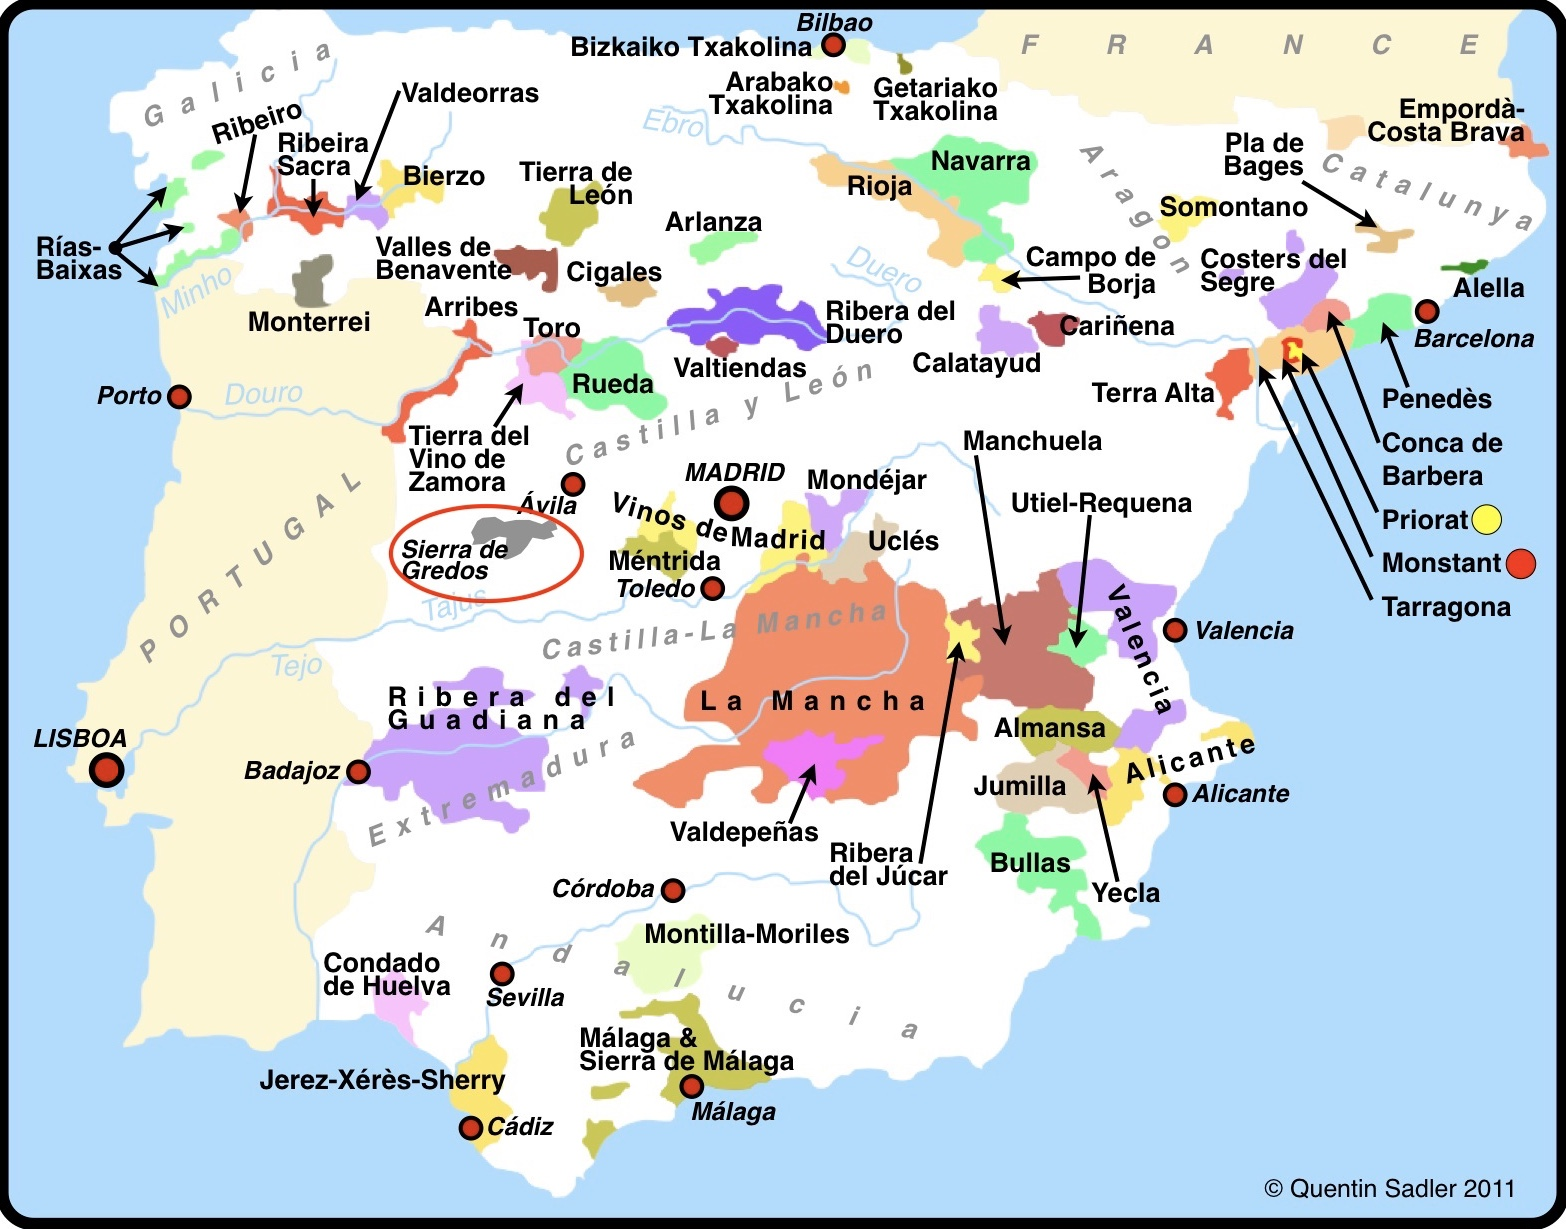 Bilbao
Bizkaiko Txakolina
F R A N C E
Galicia
Arabako
Txakolina
Getariako
Txakolina
Valdeorras
Ribeiro
Ebro
Empordà-
Costa Brava
Ribeira
Sacra
Pla de
Bages
Catalunya
Aragon
Bierzo
Tierra de
León
Navarra
Rioja
Somontano
Arlanza
Rías-
Baixas
Valles de
Benavente
Cigales
Duero
Campo de
Borja
Costers del
Segre
Alella
Minho
Monterrei
Arribes
Toro
Ribera del
Duero
Cariñena
Barcelona
Valtiendas
Calatayud
Rueda
Castilla y León
Terra Alta
Porto
Douro
Penedès
Tierra del
Vino de
Zamora
Manchuela
Conca de
Barbera
MADRID
Mondéjar
Ávila
Utiel-Requena
Vinos de Madrid
Priorat
PORTUGAL
Sierra de
Gredos
Méntrida
Uclés
Monstant
Toledo
Tajus
Tarragona
Castilla-La Mancha
Valencia
Valencia
Tejo
Ribera del
Guadiana
La Mancha
LISBOA
Almansa
Badajoz
Extremadura
Alicante
Jumilla
Alicante
Valdepeñas
Ribera
del Júcar
Bullas
Yecla
Córdoba
Andalucia
Montilla-Moriles
Condado
de Huelva
Sevilla
Málaga &
Sierra de Málaga
Jerez-Xérès-Sherry
Málaga
Cádiz
© Quentin Sadler 2011